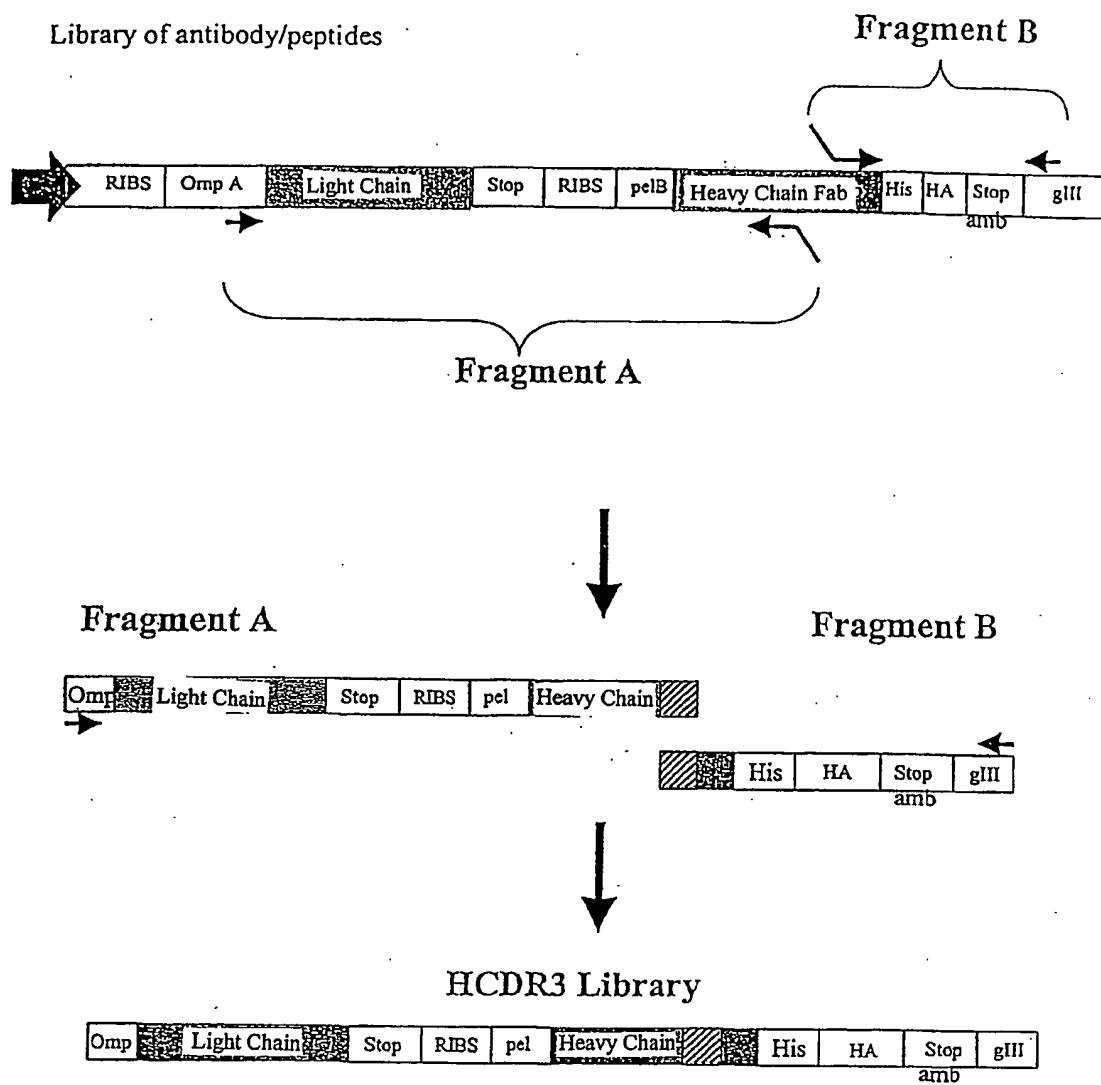 Library of antibody/peptides
Fragment B
RIBS Omp A Light Chain Stop RIBS pelB Heavy Chain Fab His HA Stop gIII
amb
Fragment A
Fragment A
Fragment B
Omp Light Chain Stop RIBS pel Heavy Chain
His HA Stop gIII
amb
HCDR3 Library
Omp Light Chain Stop RIBS pel Heavy Chain His HA Stop gIII
amb